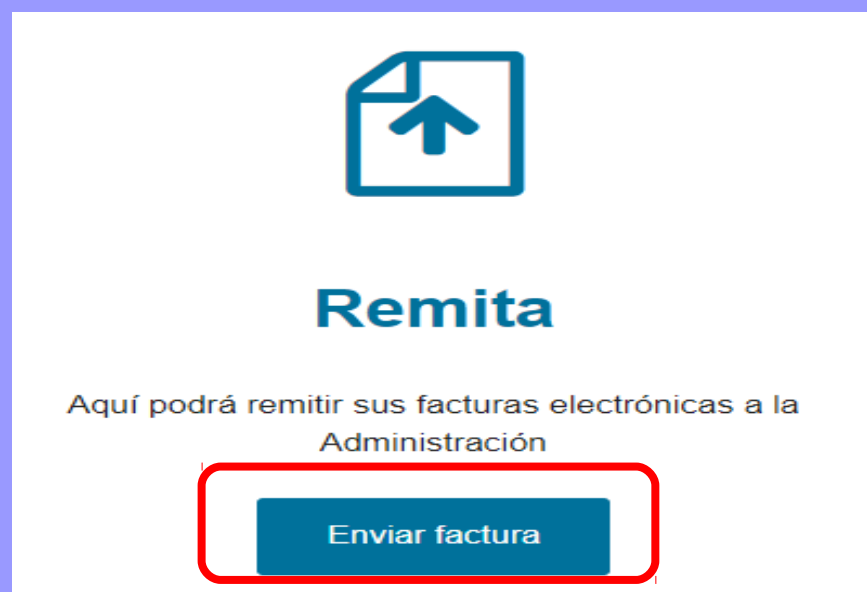 Remita
Aquí podrá remitir sus facturas electrónicas a la
Administración
Enviar factura